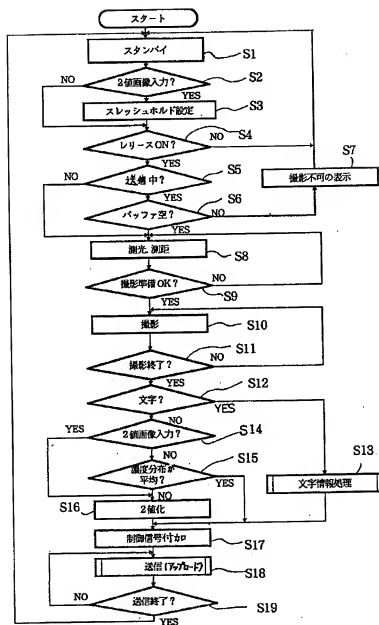 スタート
スタンバイ
S1
2値画像入力?
S2
NO
YES
スレッシュホルド設定
S3
レリースON?
S4
NO
YES
送信中?
S5
NO
YES
バッファ空?
S6
NO
YES
撮影不可の表示
S7
測光,測距
S8
撮影準備OK?
S9
NO
YES
撮影
S10
撮影終了?
S11
NO
YES
文字?
S12
YES
NO
文字情報処理
S13
2値画像入力?
S14
YES
NO
濃度分布が
平均?
S15
YES
NO
2値化
S16
制御信号付加
S17
送信(アップロード)
S18
送信終了?
S19
NO
YES